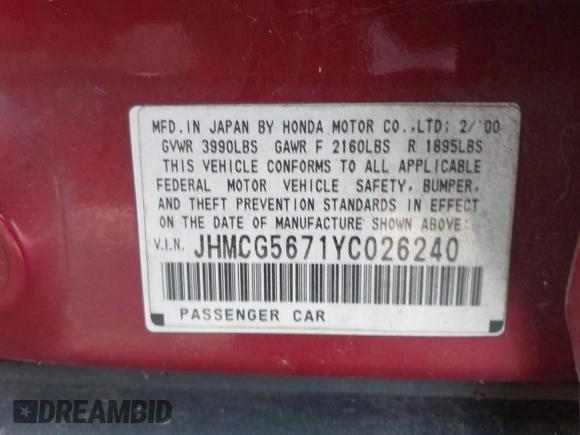 MFD. IN JAPAN BY HONDA MOTOR CO., LTD: 2/'00
GVWR 3990LBS GAWR F 2160LBS R 1895LBS
THIS VEHICLE CONFORMS TO ALL APPLICABLE
FEDERAL MOTOR VEHICLE SAFETY, BUMPER,
AND THEFT PREVENTION STANDARDS IN EFFECT
ON THE DATE OF MANUFACTURE SHOWN ABOVE:
V.I.N. JHMCG5671YC026240
PASSENGER CAR
DREAMBID